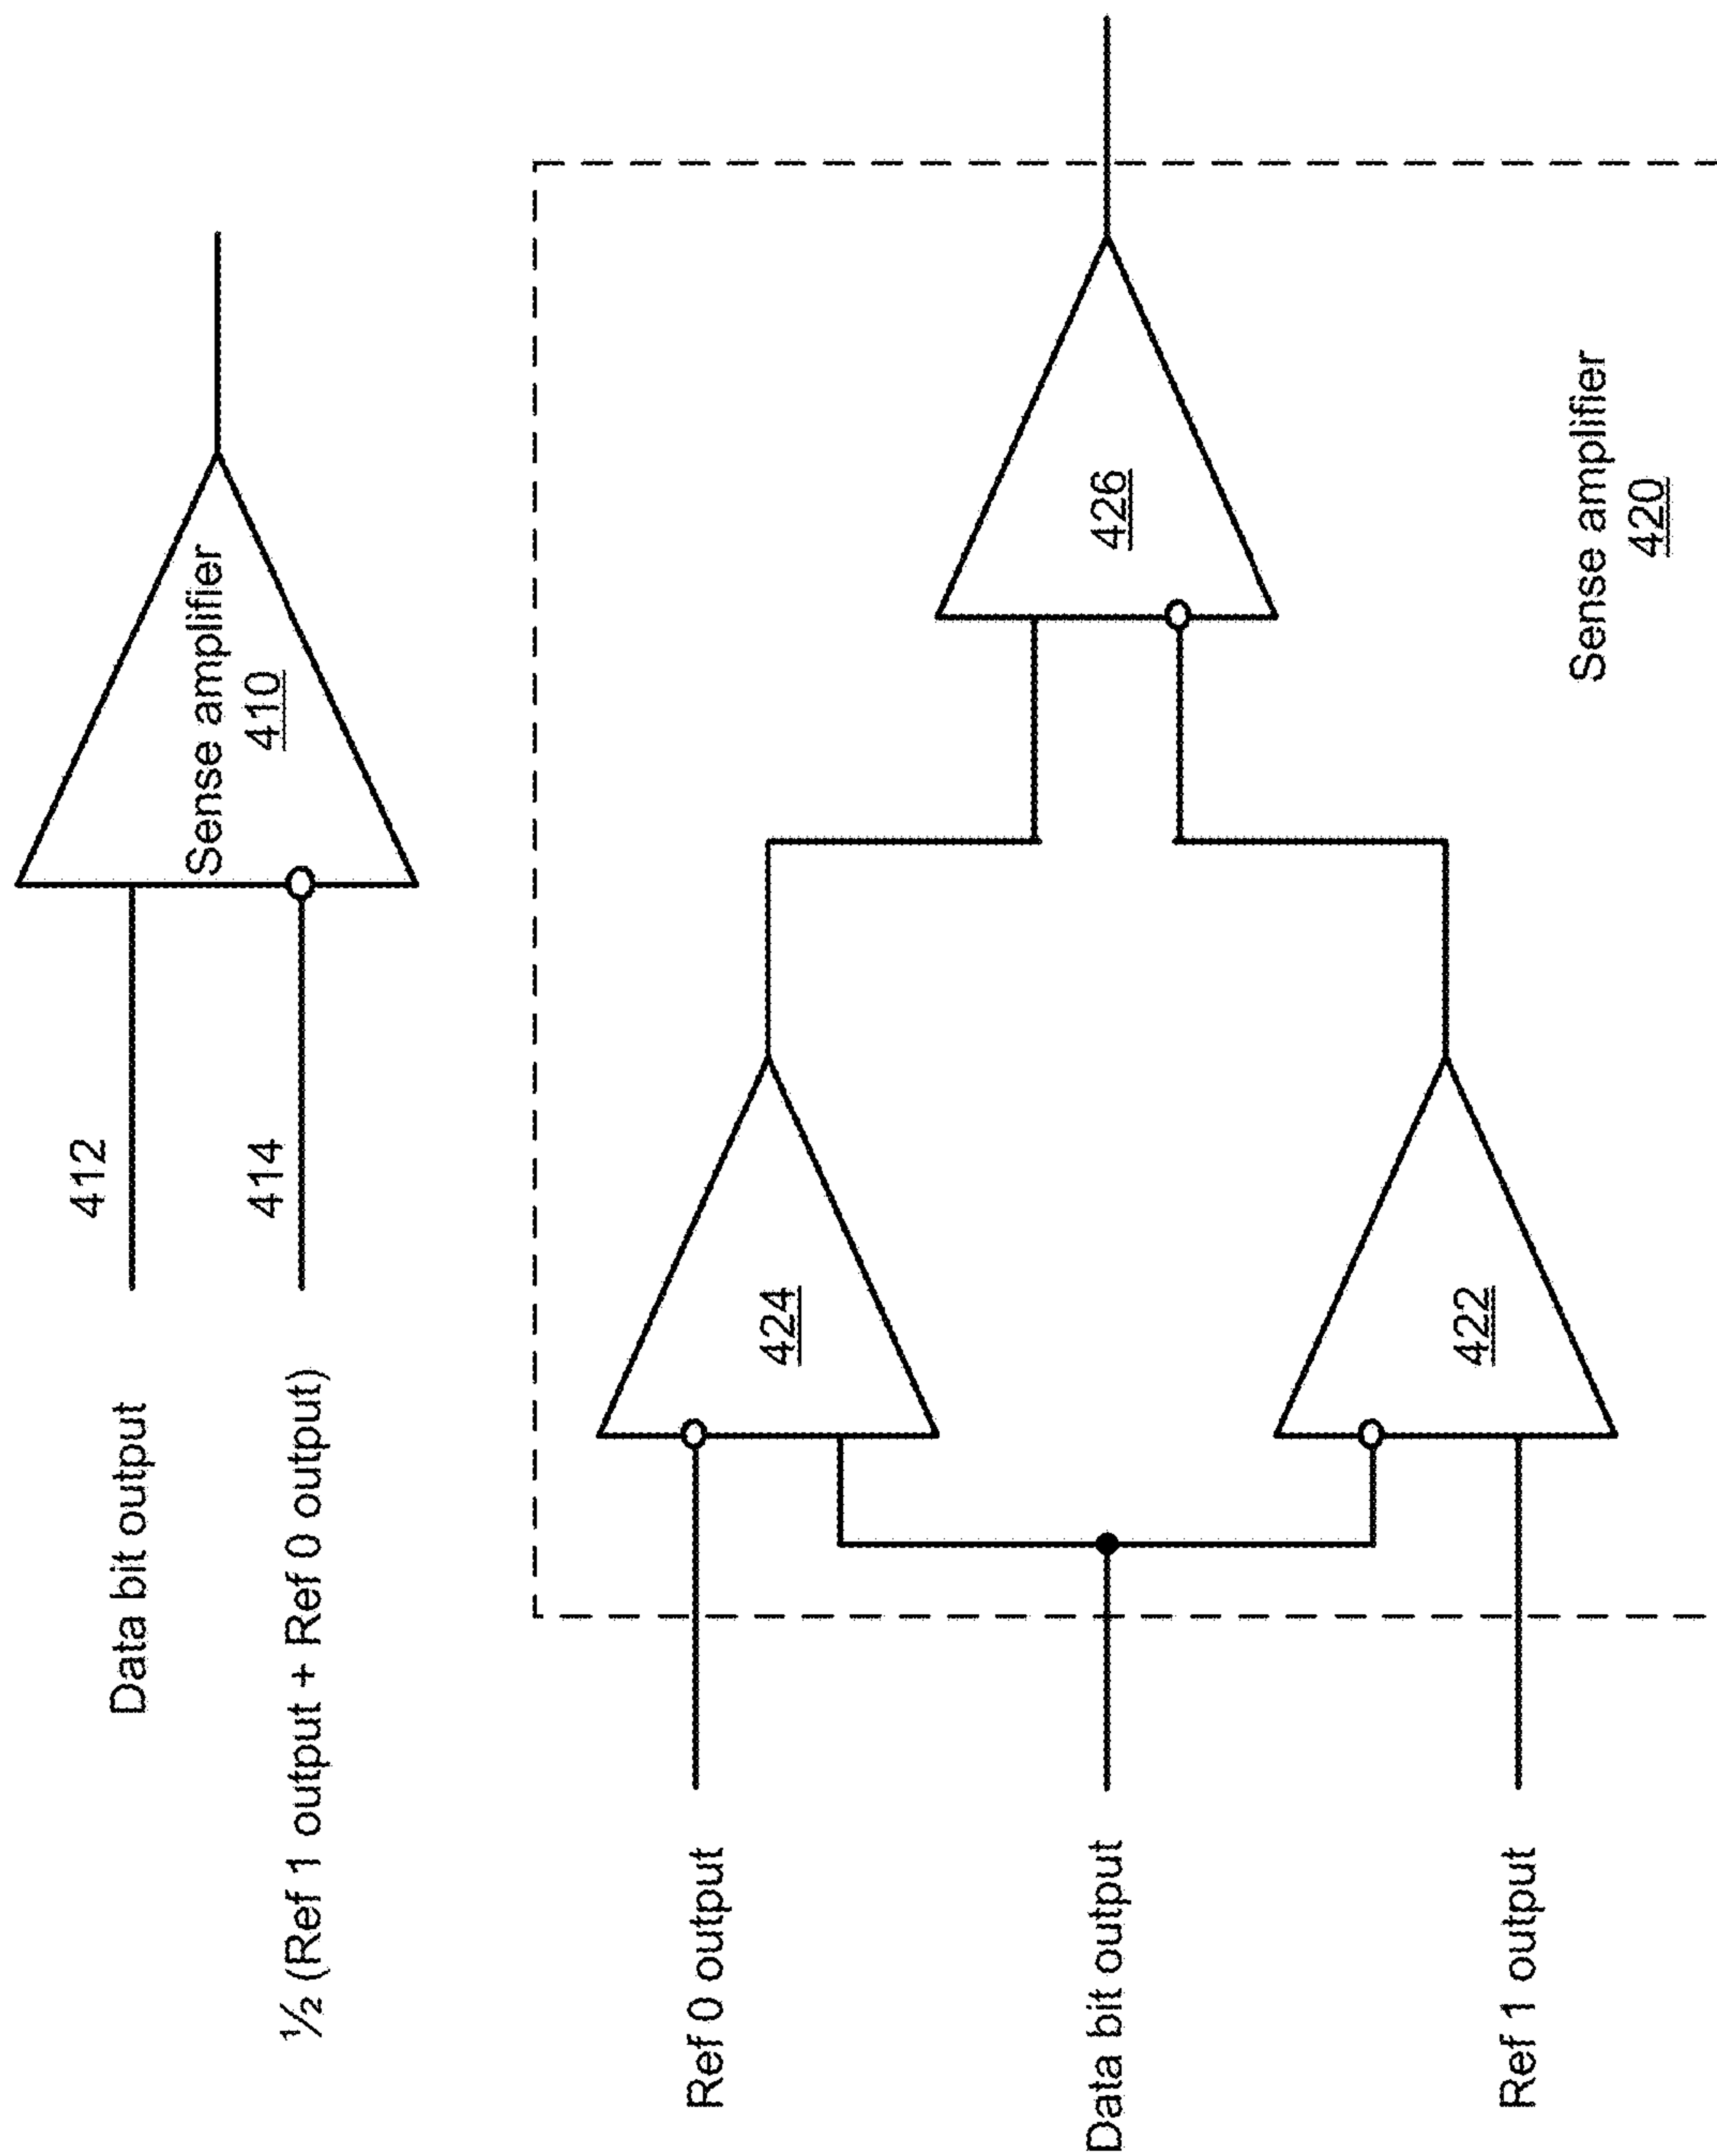 Data bit output
412
½ (Ref 1 output + Ref 0 output)
414
Sense amplifier
410
Ref 0 output
Data bit output
Ref 1 output
424
422
426
Sense amplifier
420